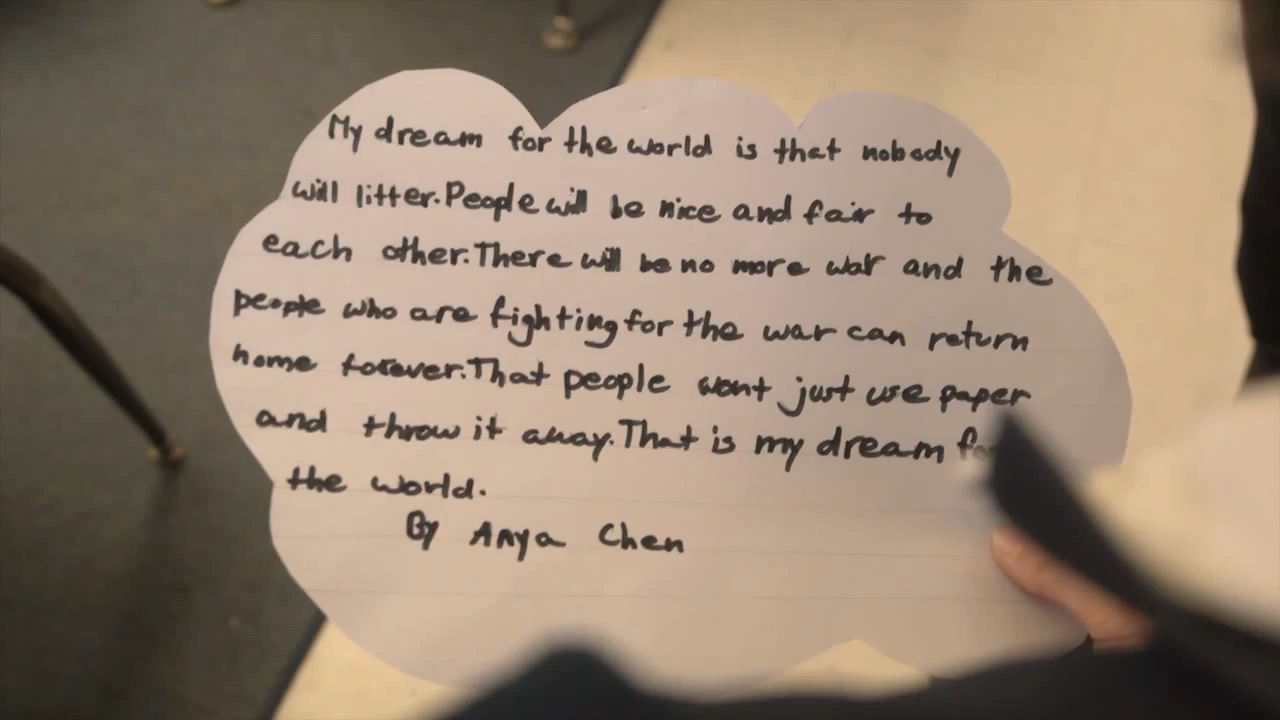 My dream for the world is that nobody
will litter.People will be nice and fair to
each other.There will be no more war and the
people who are fighting for the war can return
home forever.That people wont just use paper
and throw it away.That is my dream
the world.
By Anya Chen